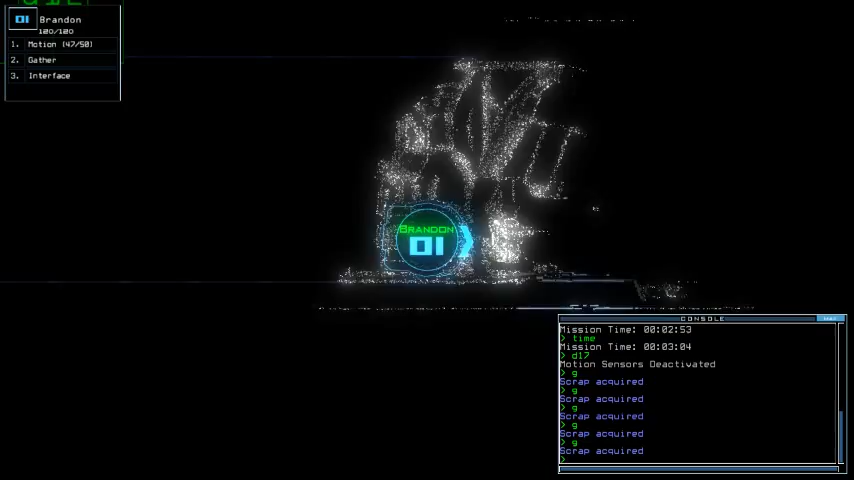 01 Brandon
100/100
1. Motion (47/50)
2. Gather
3. Interface
BRANDON
01
CONSOLE
Mission Time: 00:02:53
> time
Mission Time: 00:03:04
> d17
Motion Sensors Deactivated
> g
Scrap acquired
> g
Scrap acquired
> g
Scrap acquired
> g
Scrap acquired
> g
Scrap acquired
>